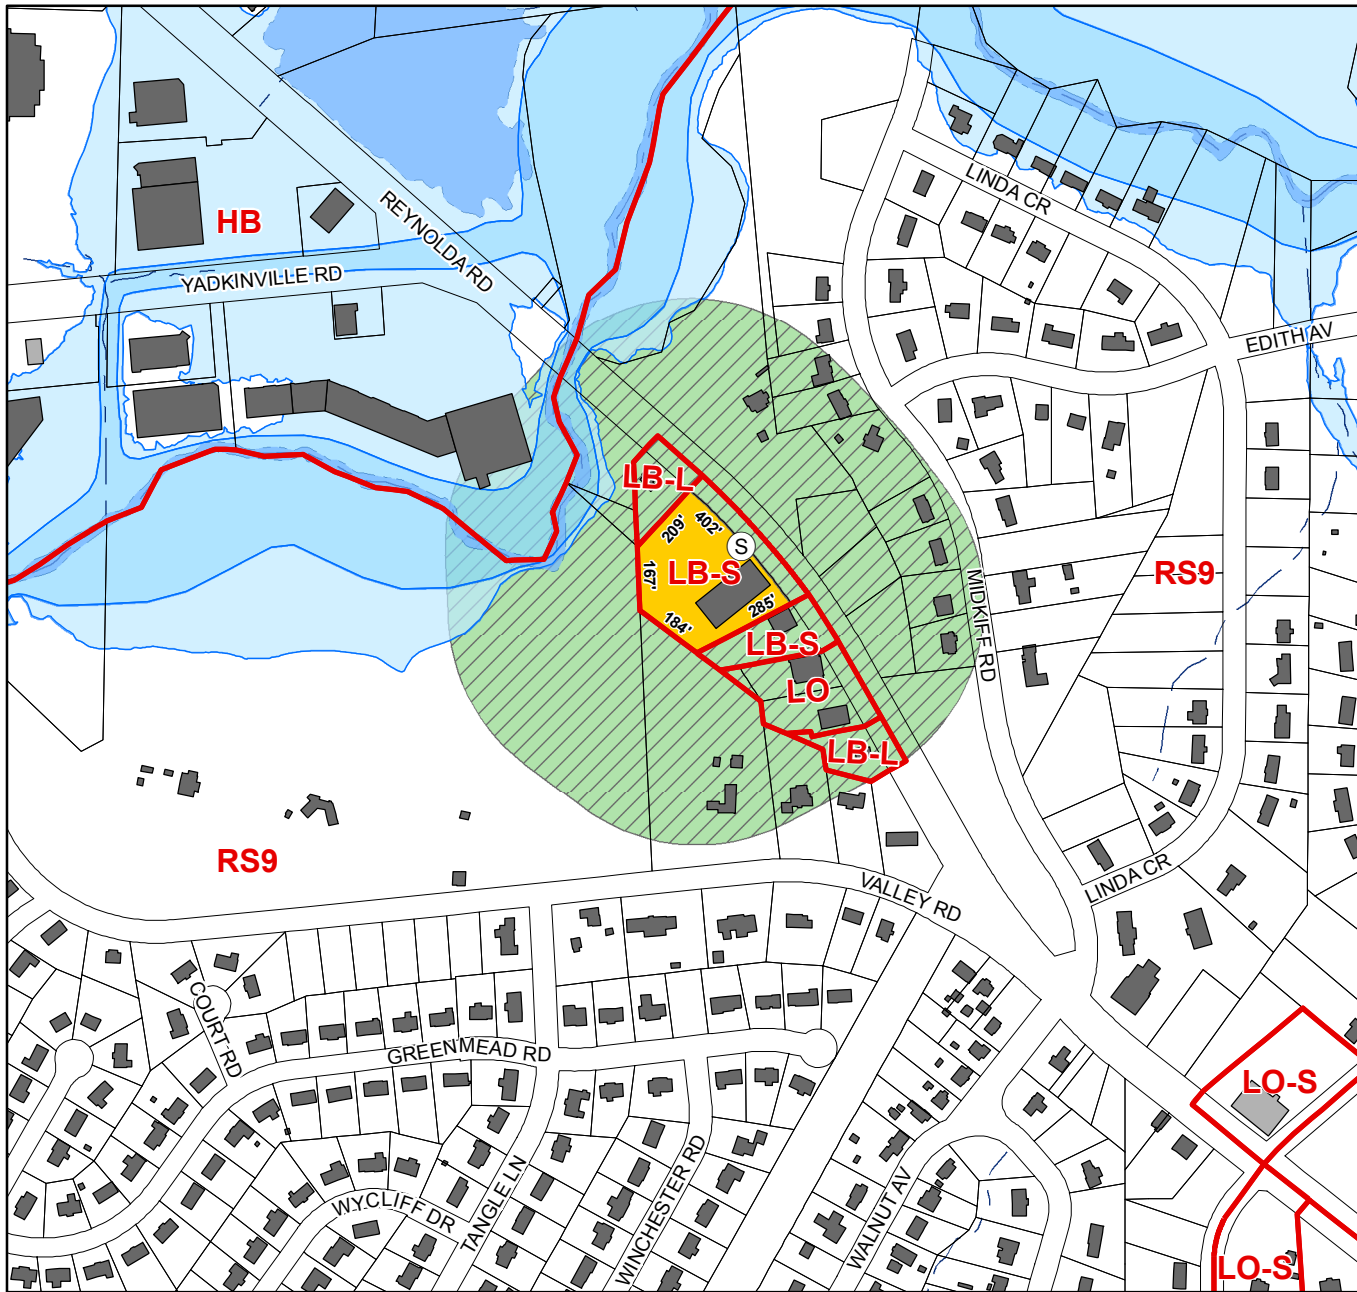 LINDA CR
HB
REYNOLDA RD
YADKINVILLE RD
EDITH AV
LB-L
209'
402'
S
LB-S
167'
285'
184'
RS9
MIDKIFF RD
LB-S
LO
LB-L
RS9
VALLEY RD
LINDA CR
COURT RD
GREENMEAD RD
LO-S
WYCLIFF DR
TANGLE LN
WINCHESTER RD
WALNUT AV
LO-S